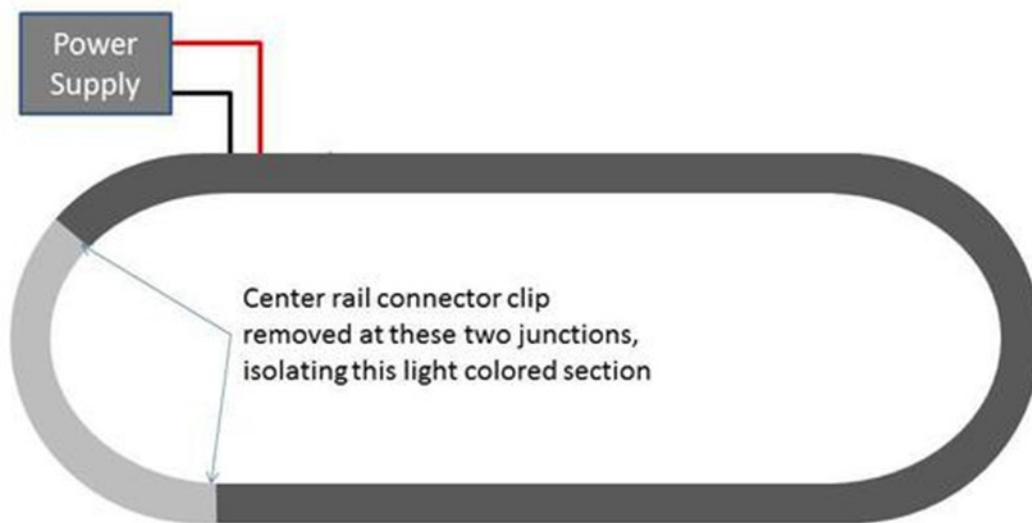 Power
Supply
Center rail connector clip
removed at these two junctions,
isolating this light colored section